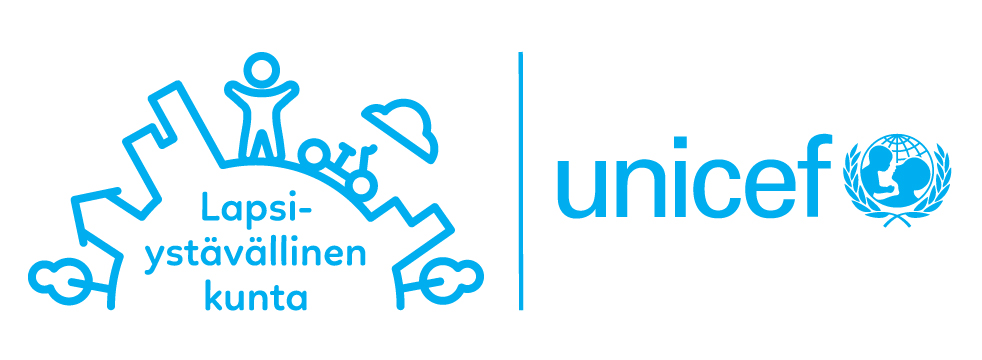 Lapsi-
ystävällinen
kunta
unicef